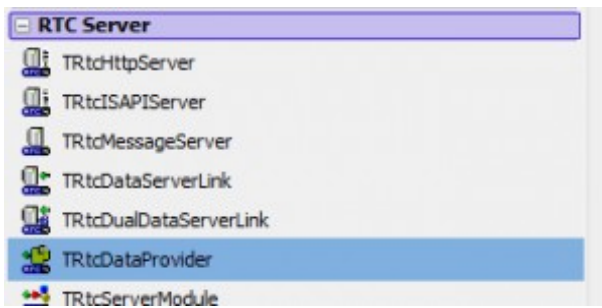 RTC Server
TRtcHttpServer
TRtcISAPIServer
TRtcMessageServer
TRtcDataServerLink
TRtcDualDataServerLink
TRtcDataProvider
TRtcServerModule